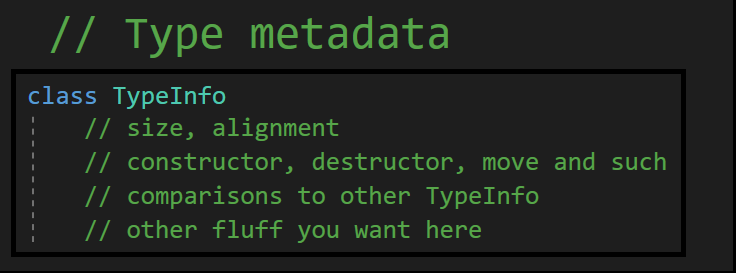 // Type metadata
class TypeInfo
// size, alignment
// constructor, destructor, move and such
// comparisons to other TypeInfo
// other fluff you want here